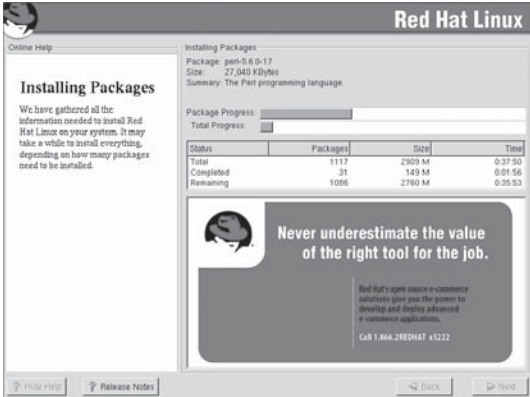 Red Hat Linux
Online Help
Installing Packages
We have gathered all the
information needed to install Red
Hat Linux on your system. It may
take a while to install everything,
depending on how many packages
need to be installed.
Installing Packages
Package: perl-5.6.0-17
Size: 27,040 KBytes
Summary: The Perl programming language.
Package Progress:
Total Progress:
Status Packages Size Time
Total 1117 2909 M 0:37:50
Completed 31 149 M 0:01:56
Remaining 1086 2760 M 0:35:53
Never underestimate the value
of the right tool for the job.
Red Hat's open source e-commerce
solutions give you the power to
develop and deploy advanced
e-commerce applications.
Call 1.866.2REDHAT x5222
Hide Help
Release Notes
Back
Next